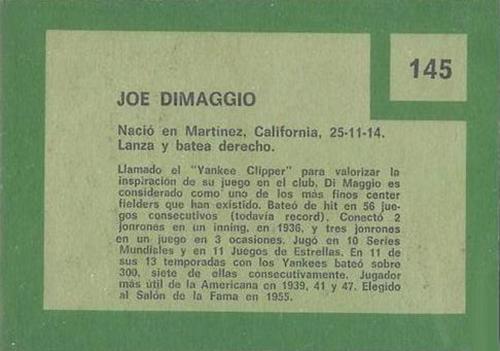 145
JOE DIMAGGIO
Nació en Martinez, California, 25-11-14.
Lanza y batea derecho.
Llamado el "Yankee Clipper" para valorizar la
inspiración de su juego en el club. Di Maggio es
considerado como uno de los más finos center
fielders que han existido. Bateó de hit en 56 juegos
consecutivos (todavía record). Conectó 2
jonrones en un inning, en 1936, y tres jonrones
en un juego en 3 ocasiones. Jugó en 10 Series
Mundiales y en 11 Juegos de Estrellas. En 11 de
sus 13 temporadas con los Yankees bateó sobre
300, siete de ellas consecutivamente. Jugador
más útil de la Americana en 1939, 41 y 47. Elegido
al Salón de la Fama en 1955.